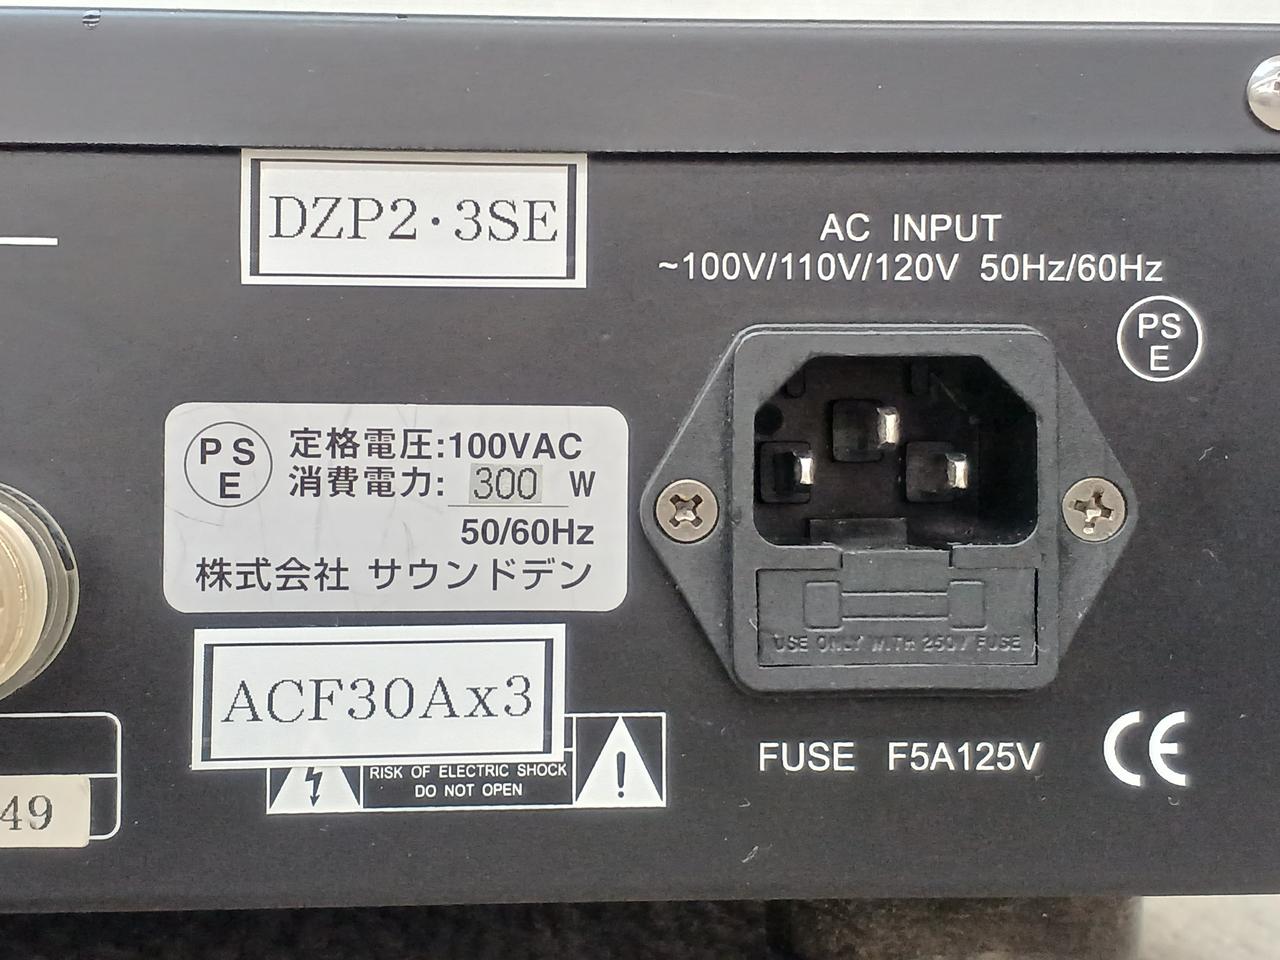 DZP2・3SE
AC INPUT
~100V/110V/120V 50Hz/60Hz
PS
E
PS
E
定格電圧:100VAC
消費電力: 300 W
50/60Hz
株式会社 サウンドデン
USE ONLY WITH 250V FUSE
ACF30Ax3
RISK OF ELECTRIC SHOCK
DO NOT OPEN
FUSE F5A125V
CE
49